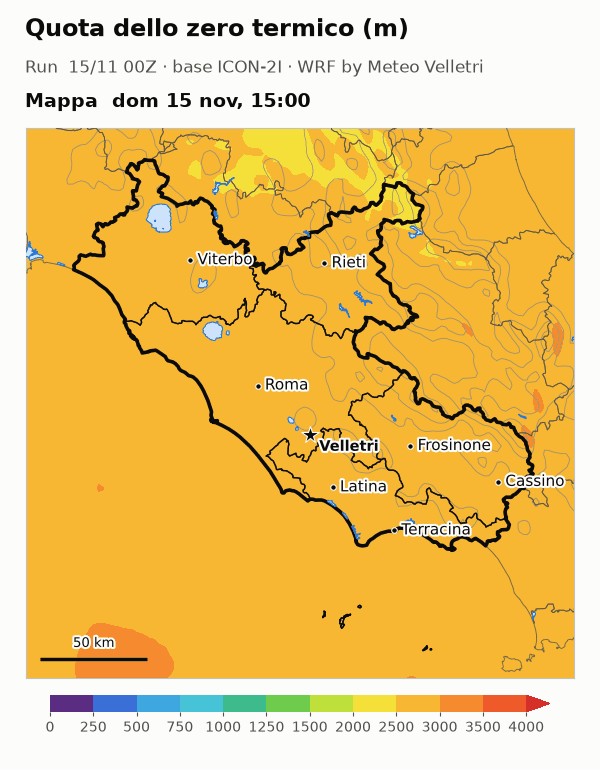 Quota dello zero termico (m)
Run  15/11 00Z · base ICON-2I · WRF by Meteo Velletri
Mappa  dom 15 nov, 15:00
Viterbo
Rieti
Roma
Velletri
Frosinone
Cassino
Latina
Terracina
50 km
0 250 500 750 1000 1250 1500 2000 2500 3000 3500 4000